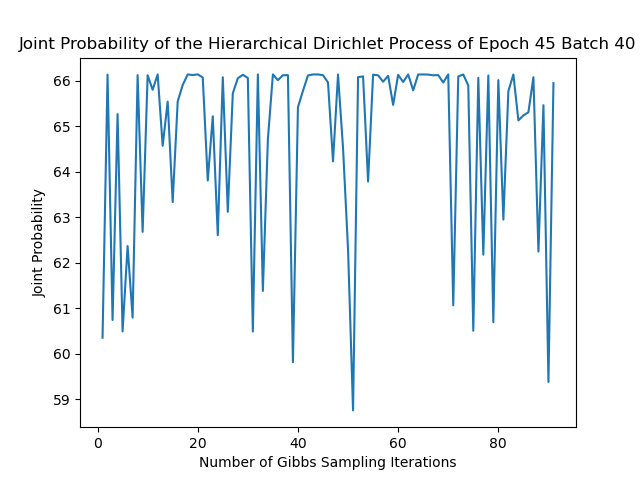 Joint Probability of the Hierarchical Dirichlet Process of Epoch 45 Batch 40
66
65
64
63
62
61
60
59
Joint Probability
0 20 40 60 80
Number of Gibbs Sampling Iterations